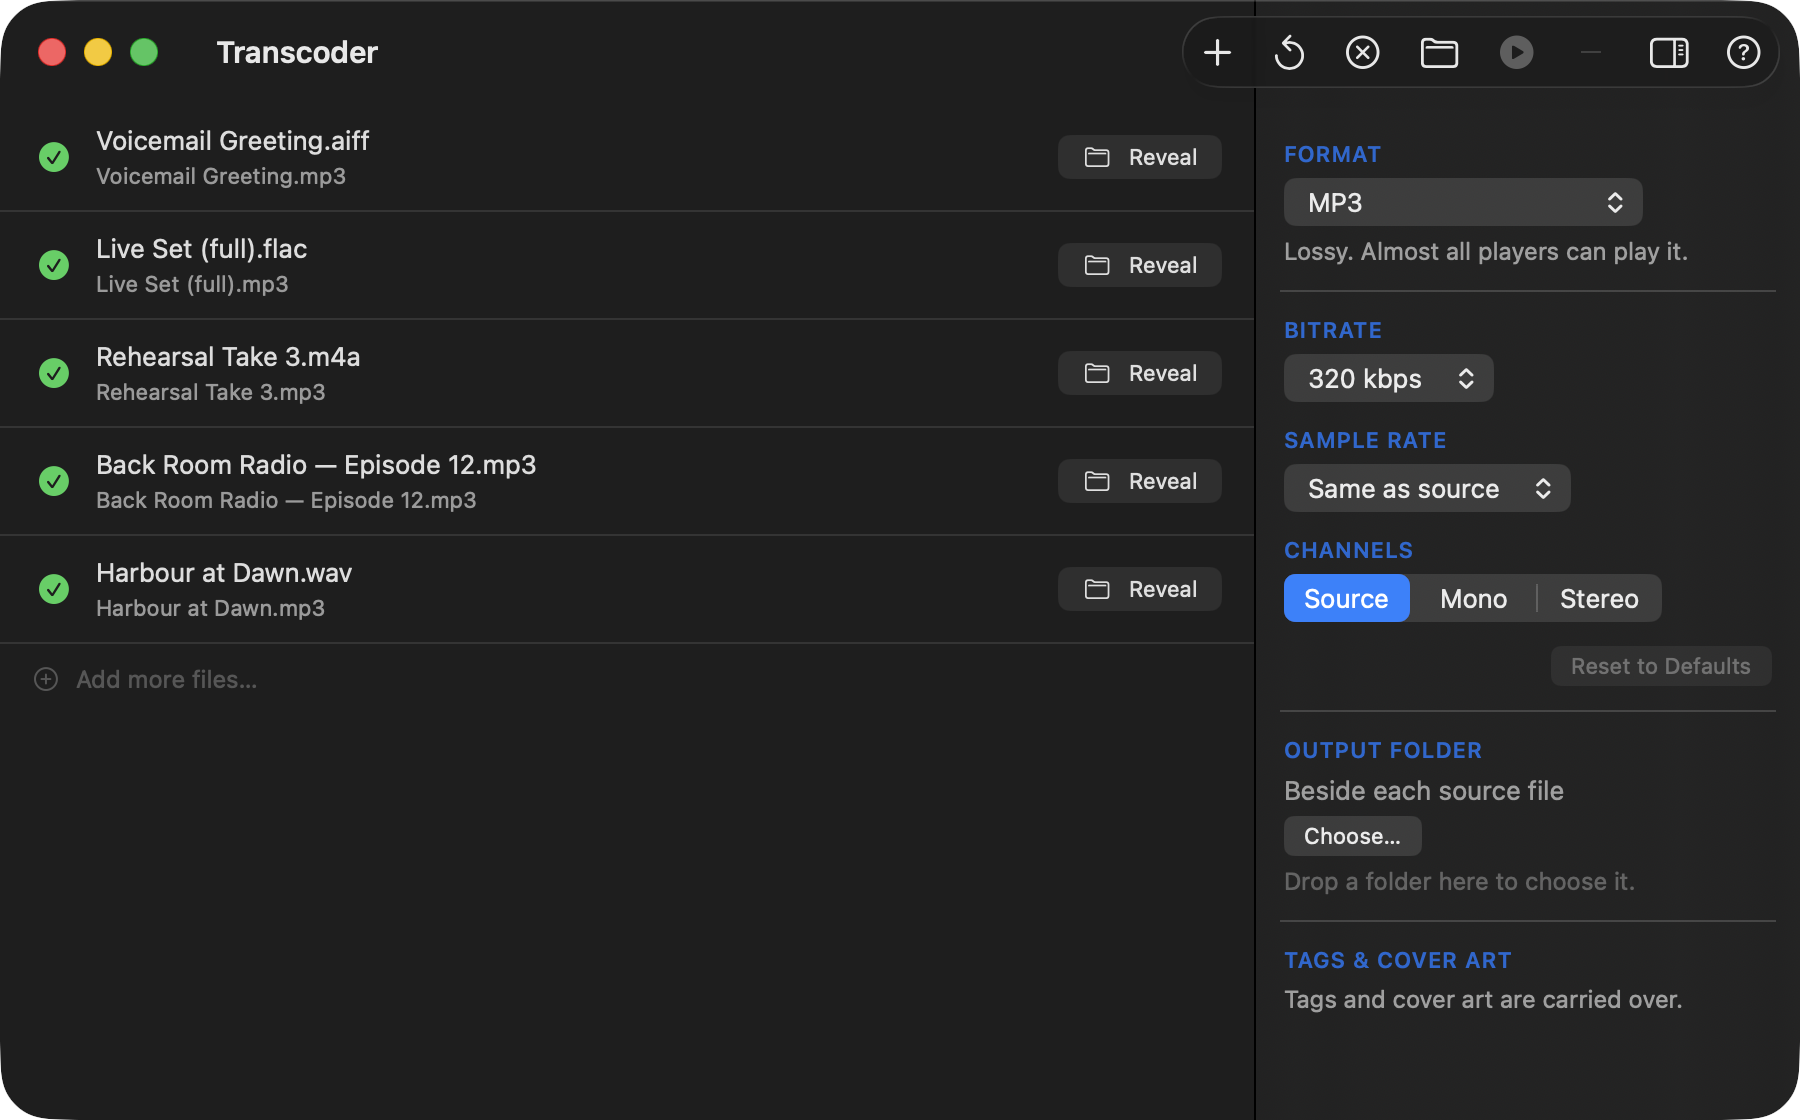 Transcoder
Voicemail Greeting.aiff
Voicemail Greeting.mp3
Reveal
Live Set (full).flac
Live Set (full).mp3
Reveal
Rehearsal Take 3.m4a
Rehearsal Take 3.mp3
Reveal
Back Room Radio — Episode 12.mp3
Back Room Radio — Episode 12.mp3
Reveal
Harbour at Dawn.wav
Harbour at Dawn.mp3
Reveal
Add more files...
FORMAT
MP3
Lossy. Almost all players can play it.
BITRATE
320 kbps
SAMPLE RATE
Same as source
CHANNELS
Source Mono Stereo
Reset to Defaults
OUTPUT FOLDER
Beside each source file
Choose...
Drop a folder here to choose it.
TAGS & COVER ART
Tags and cover art are carried over.